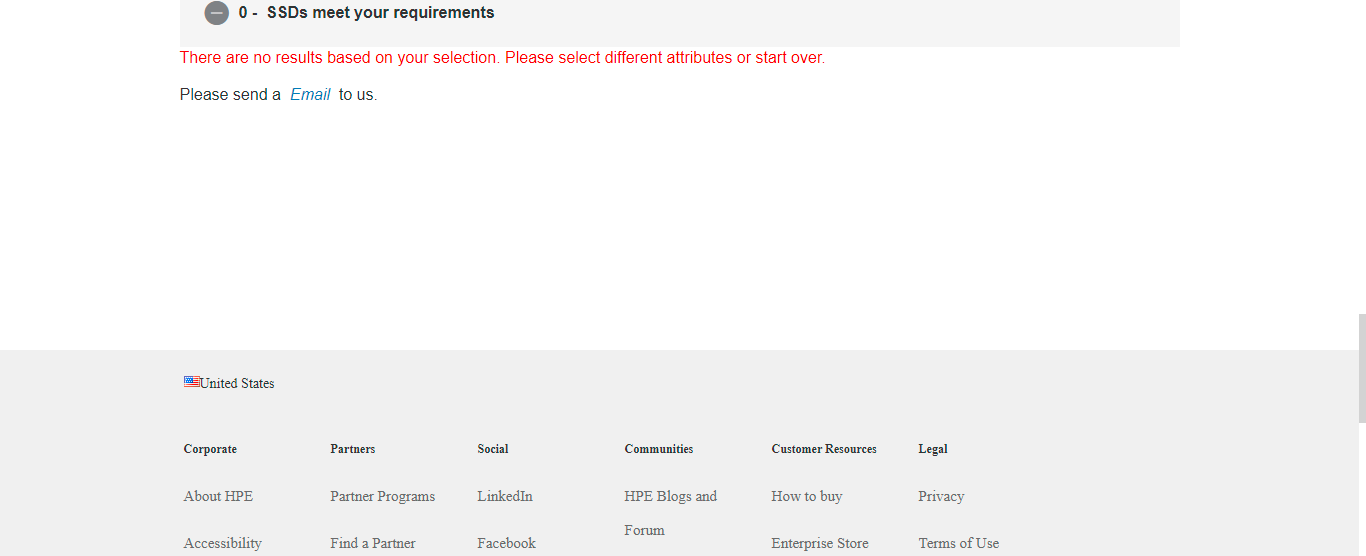 0 - SSDs meet your requirements
There are no results based on your selection. Please select different attributes or start over.
Please send a Email to us.
United States
Corporate
Partners
Social
Communities
Customer Resources
Legal
About HPE
Partner Programs
LinkedIn
HPE Blogs and
Forum
How to buy
Privacy
Accessibility
Find a Partner
Facebook
Enterprise Store
Terms of Use